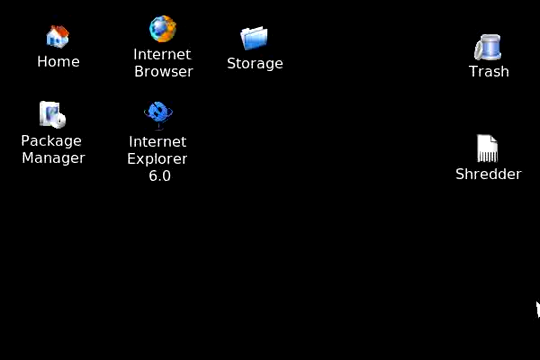 Home
Internet
Browser
Storage
Trash
Package
Manager
Internet
Explorer
6.0
Shredder